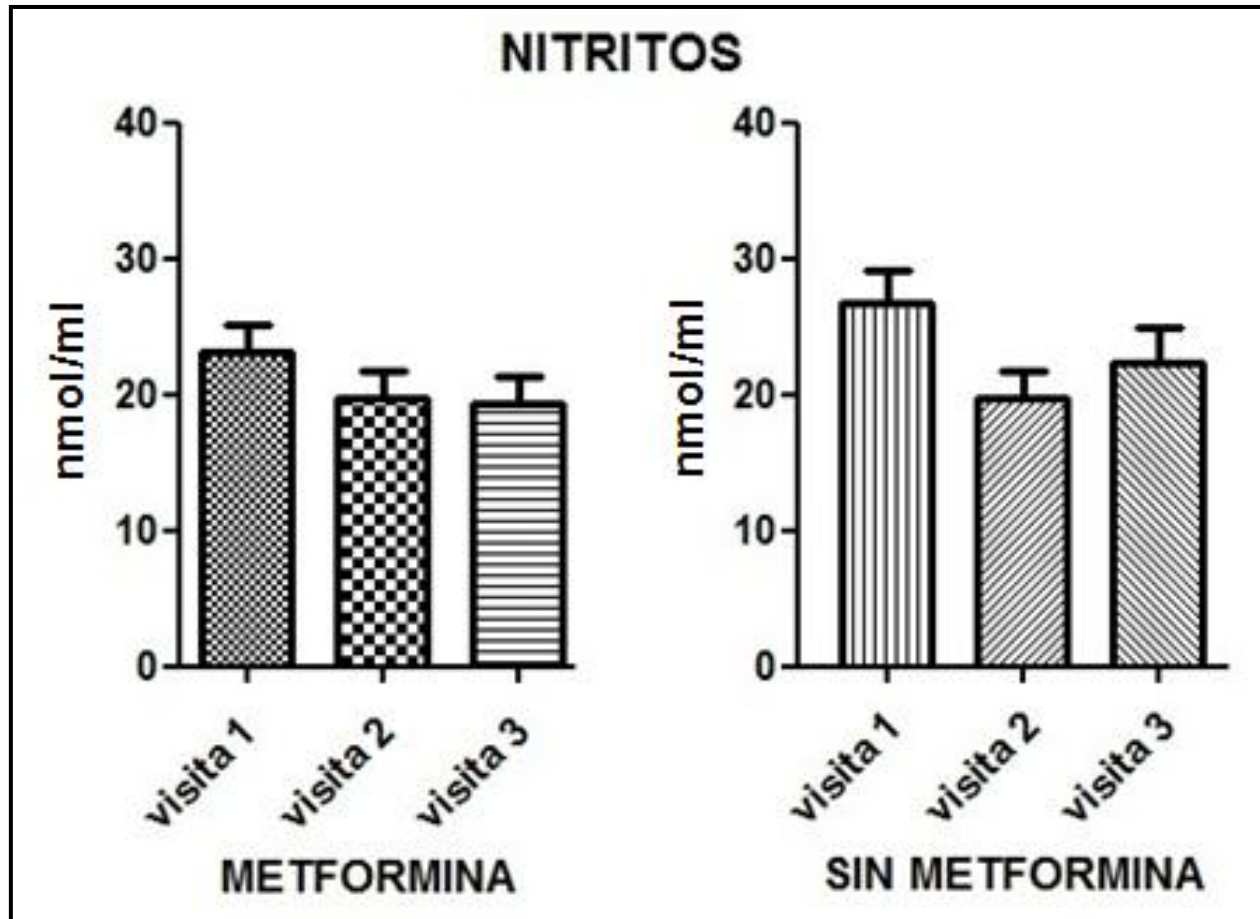 NITRITOS
40
30
20
10
0
nmol/ml
visita 1
visita 2
visita 3
METFORMINA
40
30
20
10
0
nmol/ml
visita 1
visita 2
visita 3
SIN METFORMINA